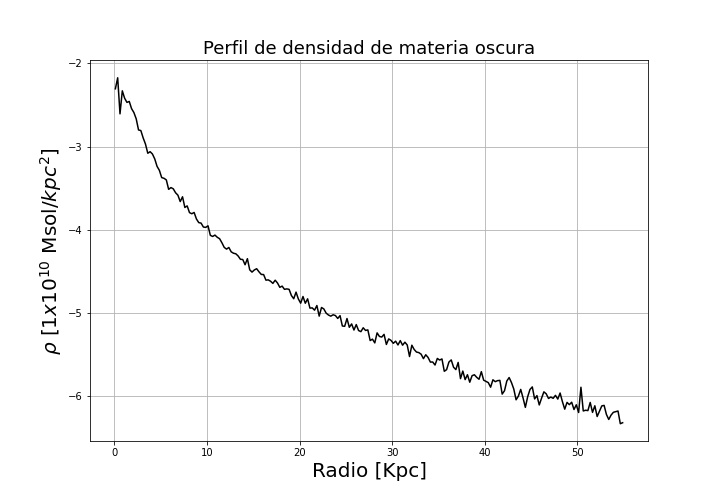 Perfil de densidad de materia oscura
−2
−3
−4
−5
−6
ρ [1x10¹⁰ Msol/kpc²]
0 10 20 30 40 50
Radio [Kpc]